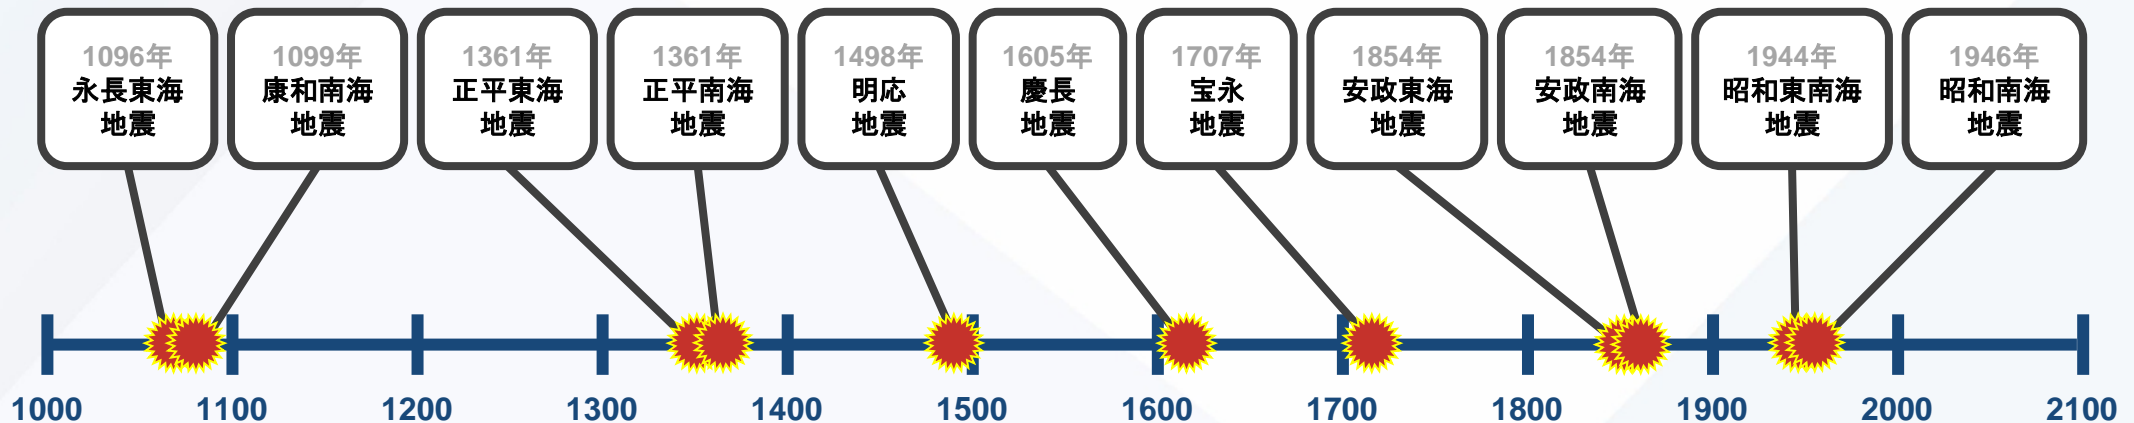 1096年
永長東海
地震
1099年
康和南海
地震
1361年
正平東海
地震
1361年
正平南海
地震
1498年
明応
地震
1605年
慶長
地震
1707年
宝永
地震
1854年
安政東海
地震
1854年
安政南海
地震
1944年
昭和東南海
地震
1946年
昭和南海
地震
1000
1100
1200
1300
1400
1500
1600
1700
1800
1900
2000
2100